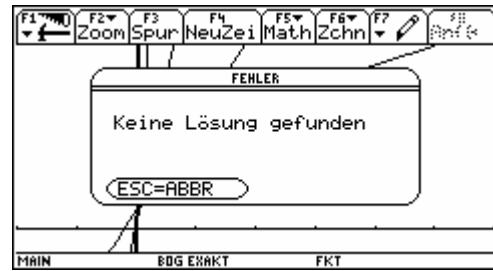 F1 F2 F3 F4 F5 F6 F7
Zoom Spur NeuZei Math Zchn
FEHLER
Keine Lösung gefunden
ESC=ABBR
MAIN BOG EXAKT FKT